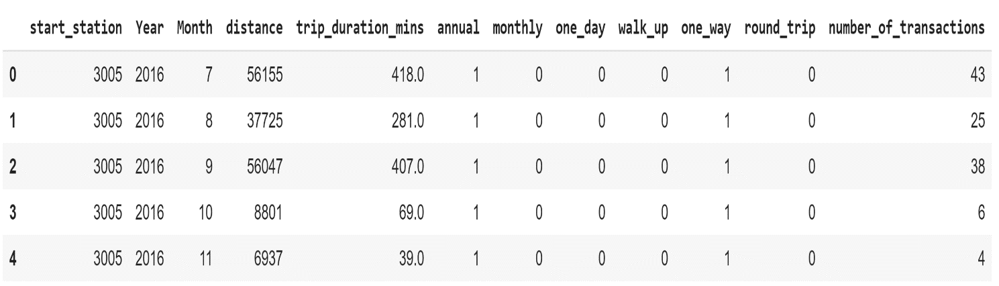 start_station Year Month distance trip_duration_mins annual monthly one_day walk_up one_way round_trip number_of_transactions
0 3005 2016 7 56155 418.0 1 0 0 0 1 0 43
1 3005 2016 8 37725 281.0 1 0 0 0 1 0 25
2 3005 2016 9 56047 407.0 1 0 0 0 1 0 38
3 3005 2016 10 8801 69.0 1 0 0 0 1 0 6
4 3005 2016 11 6937 39.0 1 0 0 0 1 0 4